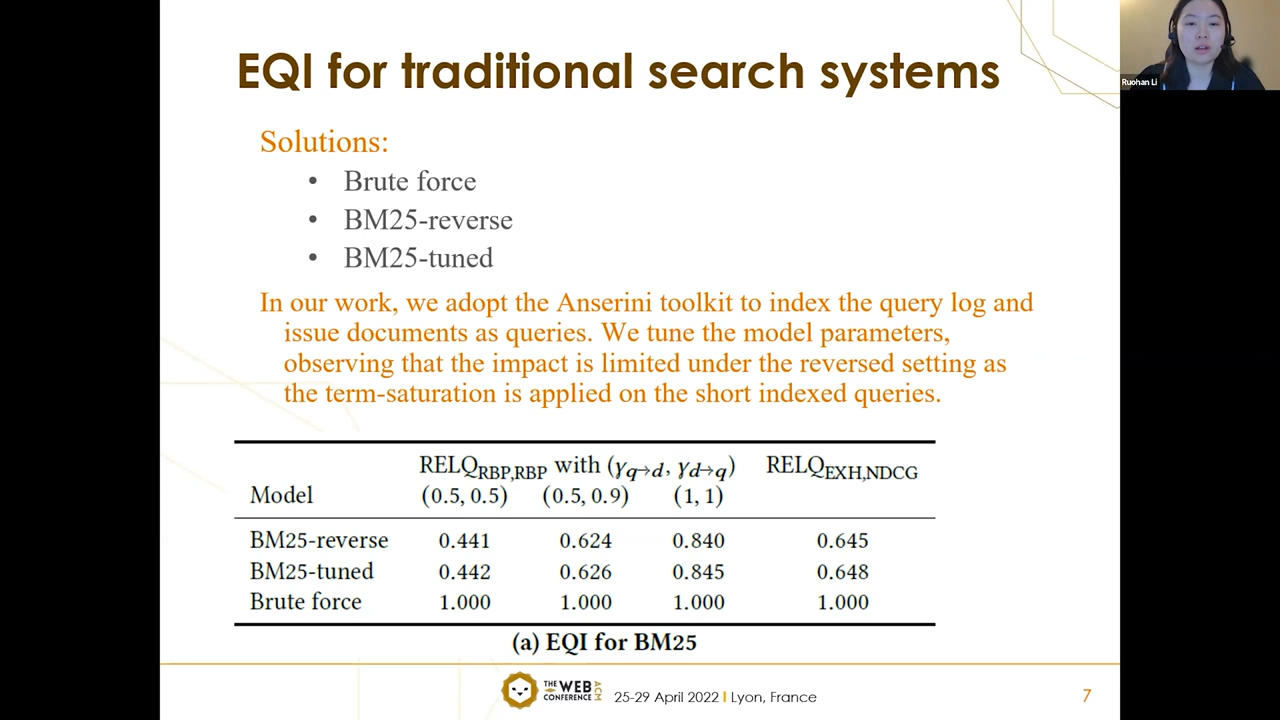 EQI for traditional search systems
Ruohan Li
Solutions:
• Brute force
• BM25-reverse
• BM25-tuned
In our work, we adopt the Anserini toolkit to index the query log and
issue documents as queries. We tune the model parameters,
observing that the impact is limited under the reversed setting as
the term-saturation is applied on the short indexed queries.
RELQ_RBP,RBP with (γ_q→d, γ_d→q) RELQ_EXH,NDCG
Model (0.5, 0.5) (0.5, 0.9) (1, 1)
BM25-reverse 0.441 0.624 0.840 0.645
BM25-tuned 0.442 0.626 0.845 0.648
Brute force 1.000 1.000 1.000 1.000
(a) EQI for BM25
THE WEB CONFERENCE ACM
25-29 April 2022 I Lyon, France
7